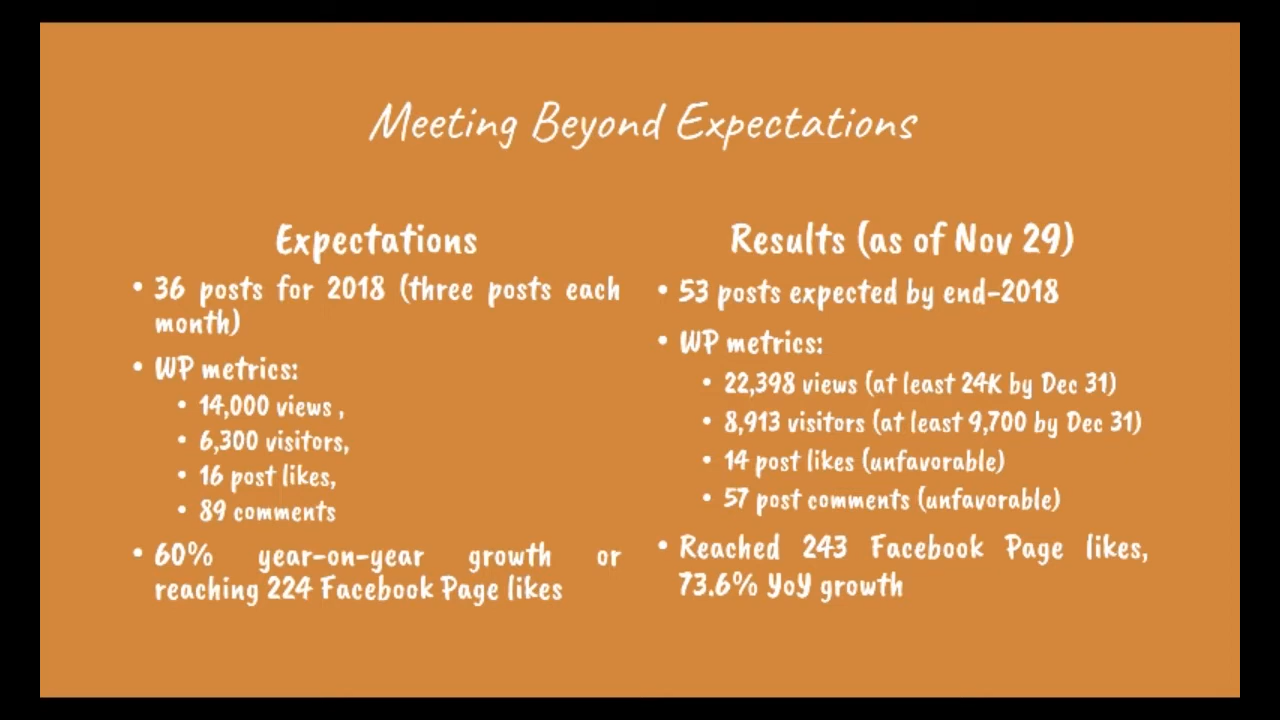 Meeting Beyond Expectations
Expectations
• 36 posts for 2018 (three posts each
month)
• WP metrics:
• 14,000 views ,
• 6,300 visitors,
• 16 post likes,
• 89 comments
• 60% year-on-year growth or
reaching 224 Facebook Page likes
Results (as of Nov 29)
• 53 posts expected by end-2018
• WP metrics:
• 22,398 views (at least 24K by Dec 31)
• 8,913 visitors (at least 9,700 by Dec 31)
• 14 post likes (unfavorable)
• 57 post comments (unfavorable)
• Reached 243 Facebook Page likes,
73.6% YoY growth